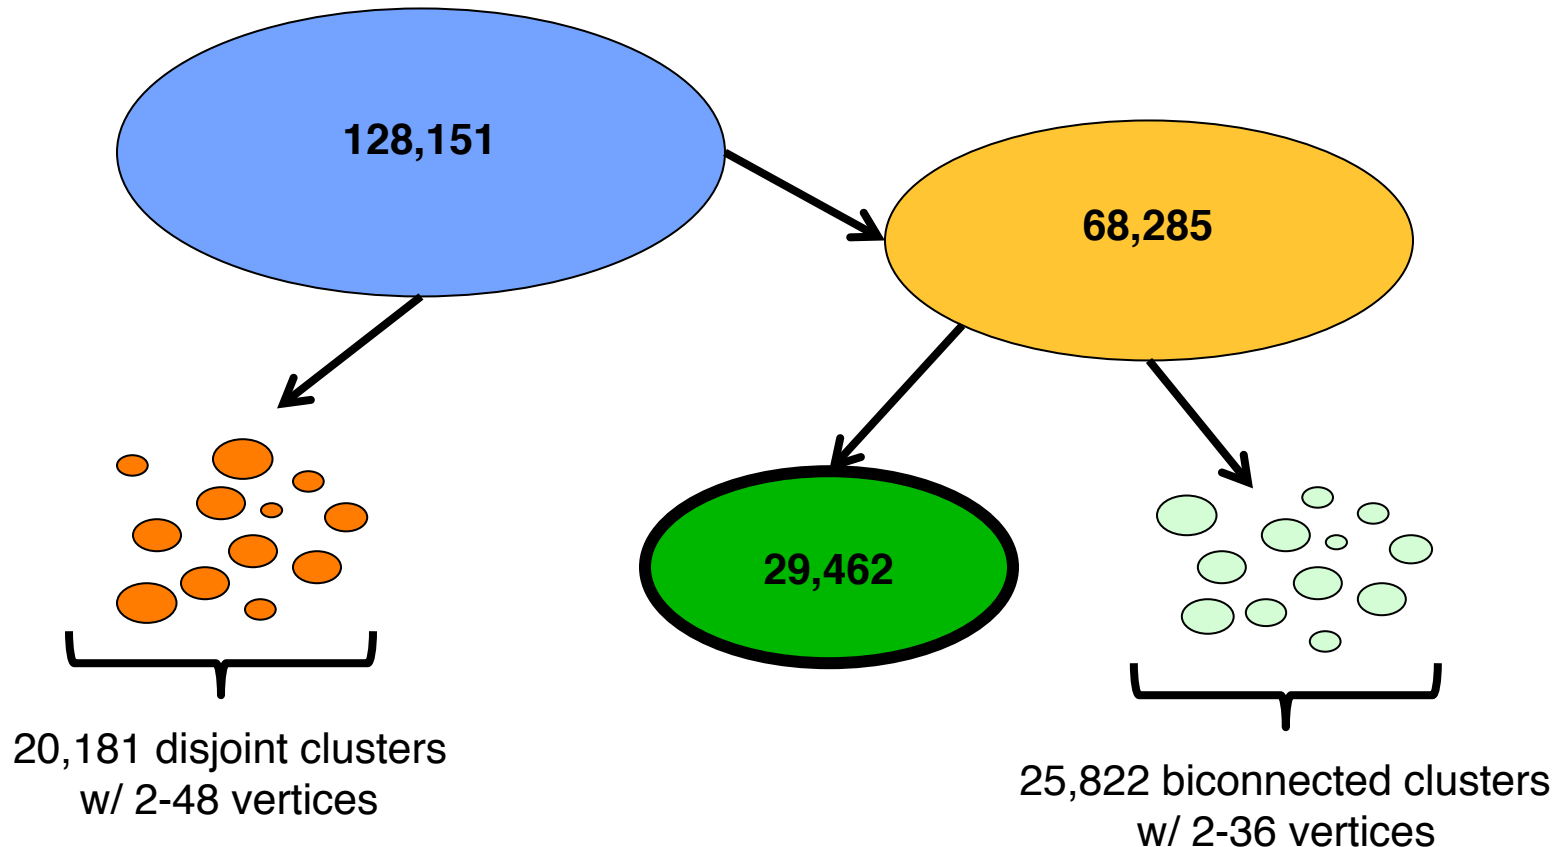 128,151
68,285
29,462
20,181 disjoint clusters
w/ 2-48 vertices
25,822 biconnected clusters
w/ 2-36 vertices